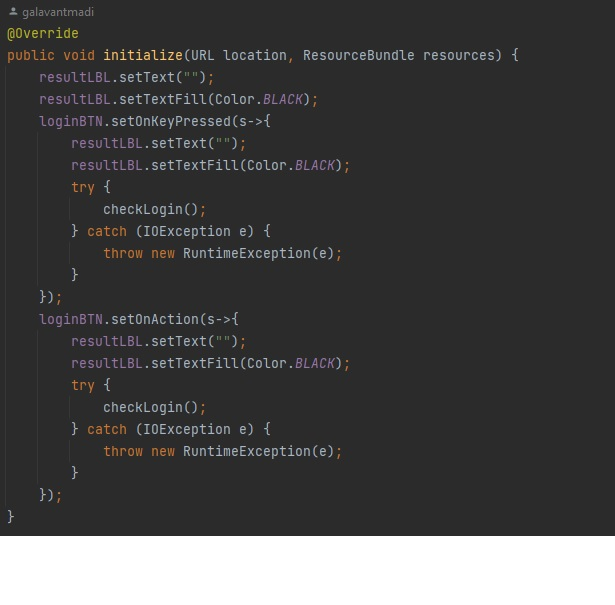 galavantmadi
@Override
public void initialize(URL location, ResourceBundle resources) {
    resultLBL.setText("");
    resultLBL.setTextFill(Color.BLACK);
    loginBTN.setOnKeyPressed(s->{
        resultLBL.setText("");
        resultLBL.setTextFill(Color.BLACK);
        try {
            checkLogin();
        } catch (IOException e) {
            throw new RuntimeException(e);
        }
    });
    loginBTN.setOnAction(s->{
        resultLBL.setText("");
        resultLBL.setTextFill(Color.BLACK);
        try {
            checkLogin();
        } catch (IOException e) {
            throw new RuntimeException(e);
        }
    });
}